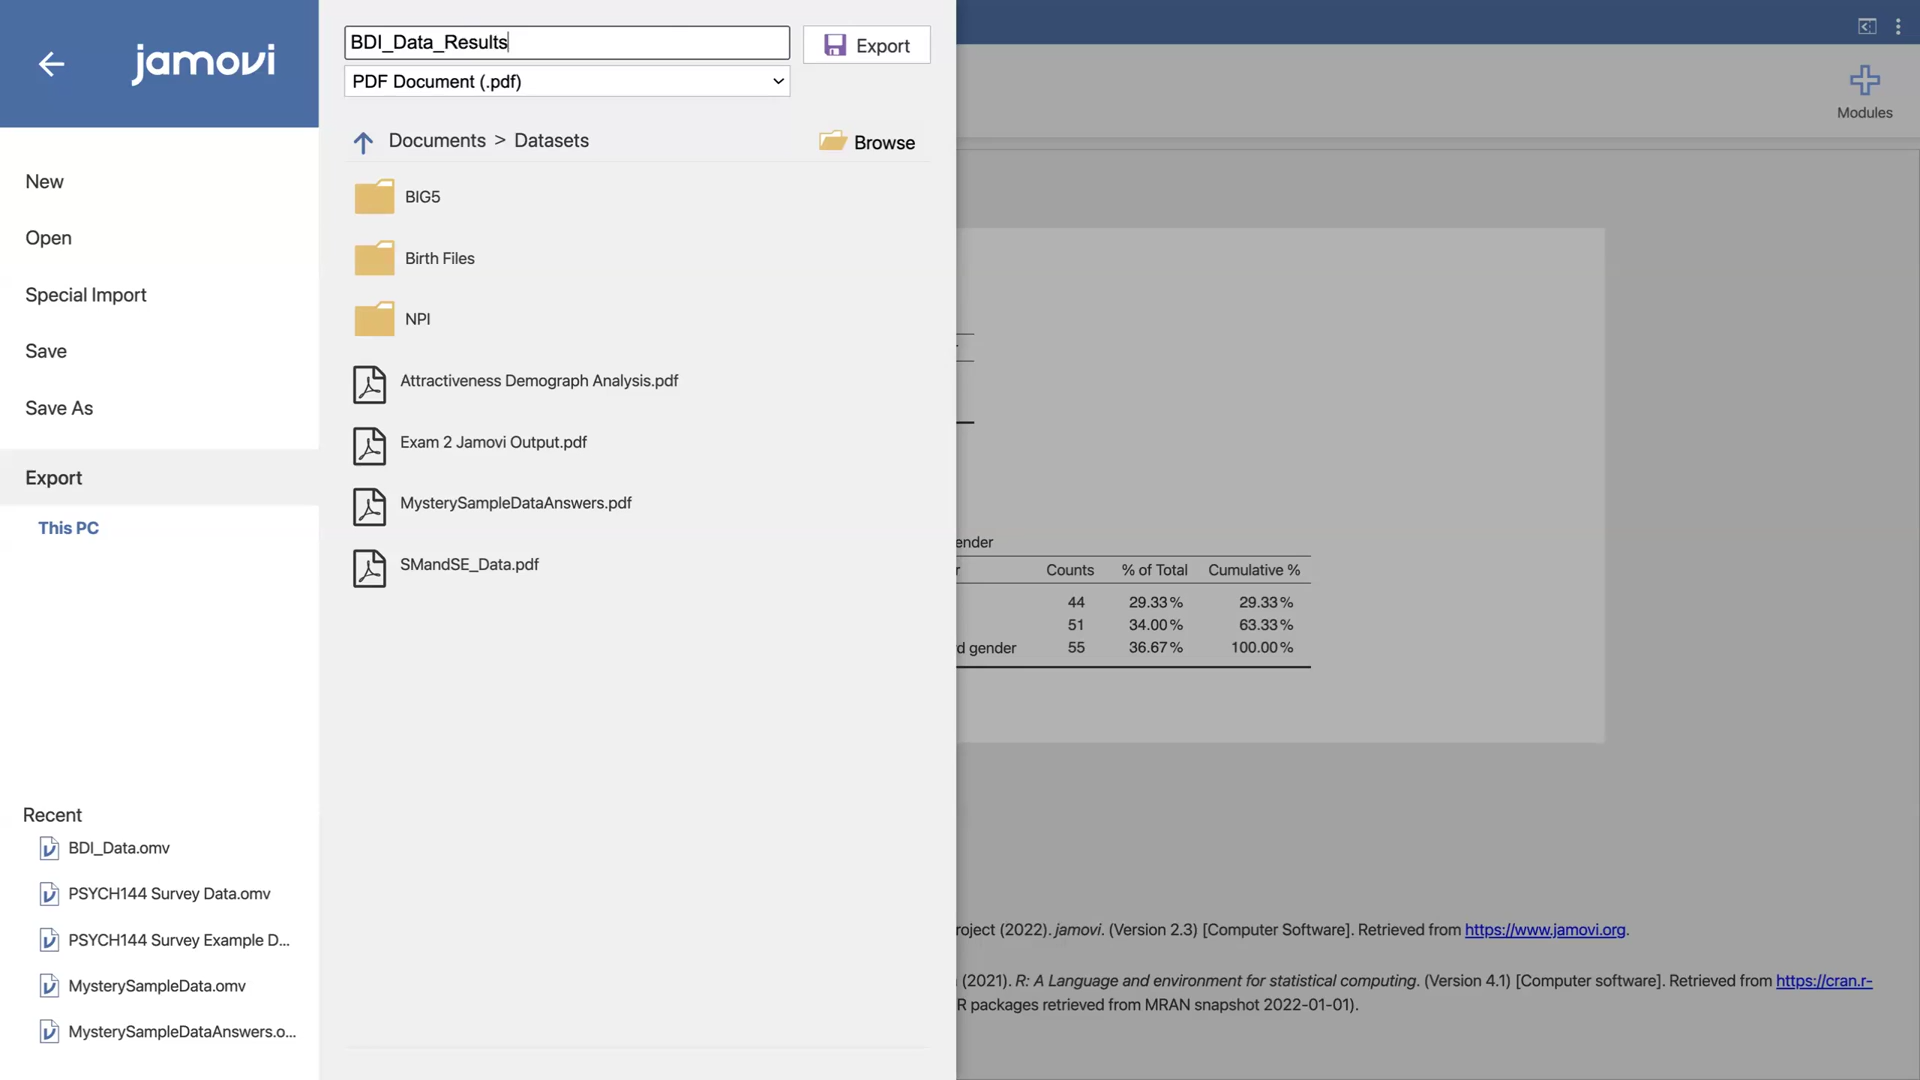 jamovi
New
Open
Special Import
Save
Save As
Export
This PC
Recent
BDI_Data.omv
PSYCH144 Survey Data.omv
PSYCH144 Survey Example D...
MysterySampleData.omv
MysterySampleDataAnswers.o...
BDI_Data_Results
Export
PDF Document (.pdf)
Documents > Datasets
Browse
BIG5
Birth Files
NPI
Attractiveness Demograph Analysis.pdf
Exam 2 Jamovi Output.pdf
MysterySampleDataAnswers.pdf
SMandSE_Data.pdf
Modules
ender
r Counts % of Total Cumulative %
44 29.33 % 29.33 %
51 34.00 % 63.33 %
d gender 55 36.67 % 100.00 %
roject (2022). jamovi. (Version 2.3) [Computer Software]. Retrieved from https://www.jamovi.org.
(2021). R: A Language and environment for statistical computing. (Version 4.1) [Computer software]. Retrieved from https://cran.r-
R packages retrieved from MRAN snapshot 2022-01-01).